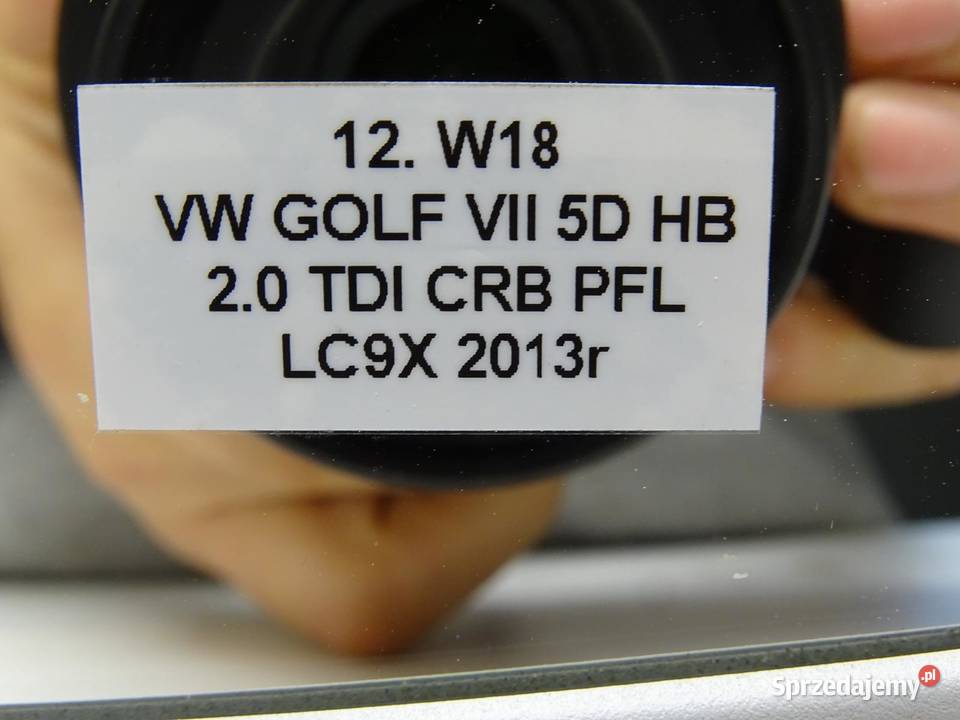 12. W18
VW GOLF VII 5D HB
2.0 TDI CRB PFL
LC9X 2013r
Sprzedajemy.pl